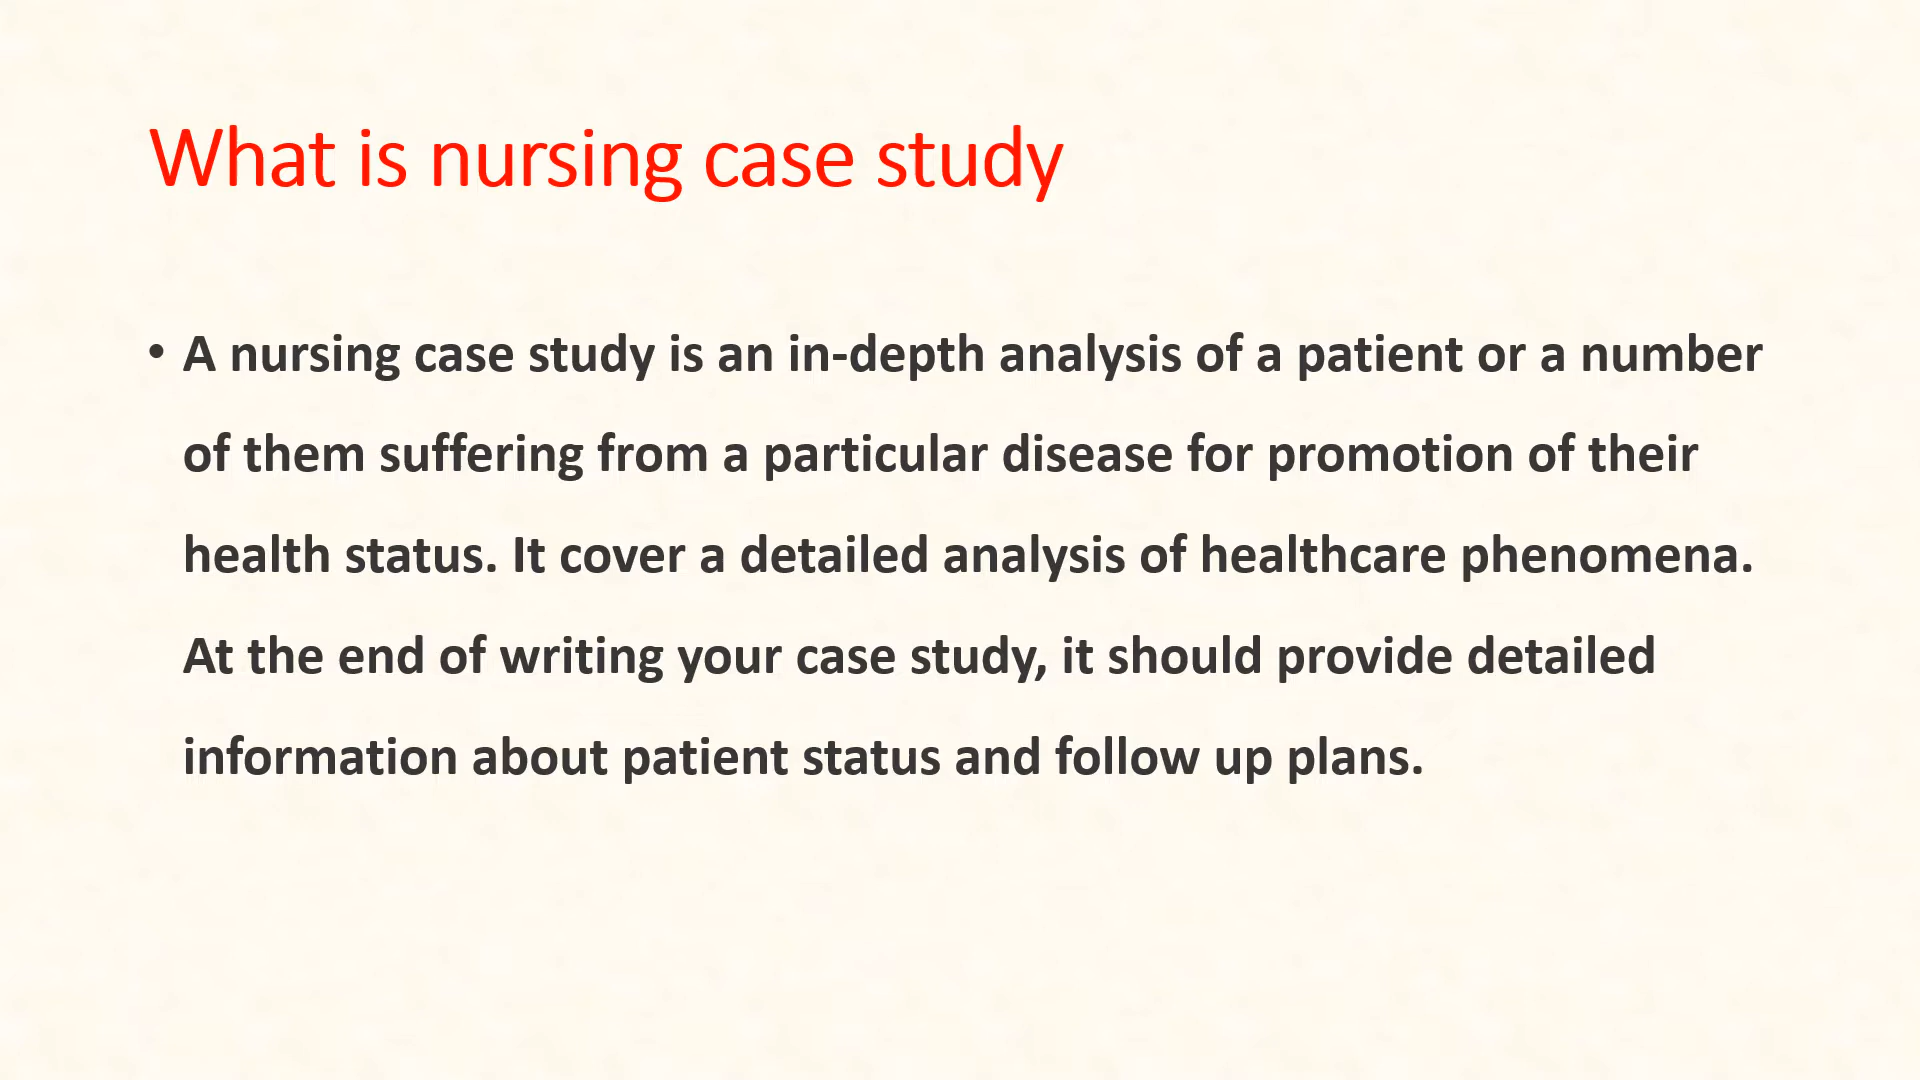 What is nursing case study
• A nursing case study is an in-depth analysis of a patient or a number
of them suffering from a particular disease for promotion of their
health status. It cover a detailed analysis of healthcare phenomena.
At the end of writing your case study, it should provide detailed
information about patient status and follow up plans.